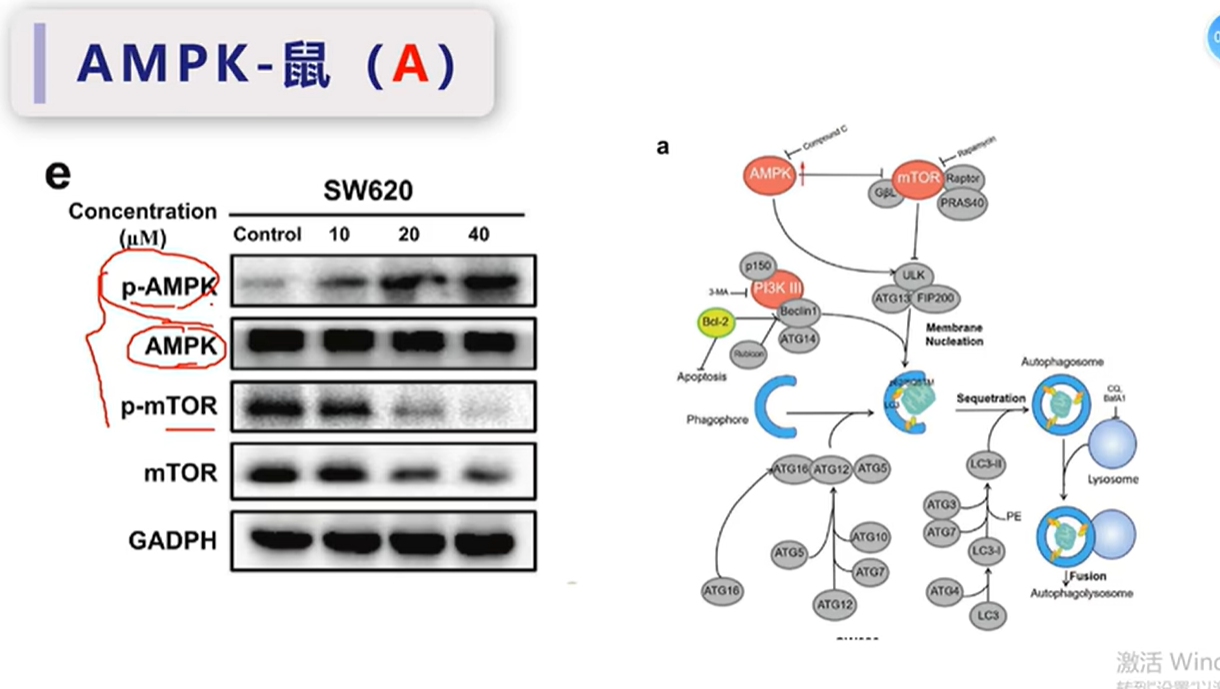 AMPK-鼠（A）
e
SW620
Concentration
(μM)
Control 10 20 40
p-AMPK
AMPK
p-mTOR
mTOR
GADPH
a
Compound C
Rapamycin
AMPK
mTOR
Raptor
GβL
PRAS40
p150
ULK
3-MA
PI3K III
ATG13
FIP200
Beclin1
Bcl-2
ATG14
Membrane
Nucleation
Rubicon
Apoptosis
Autophagosome
LC3
CQ,
BafA1
Sequetration
Phagophore
ATG16
ATG12
ATG5
LC3-II
Lysosome
ATG3
PE
ATG7
ATG5
ATG10
LC3-I
ATG7
Fusion
ATG16
ATG12
ATG4
Autophagolysosome
LC3
激活 Wind